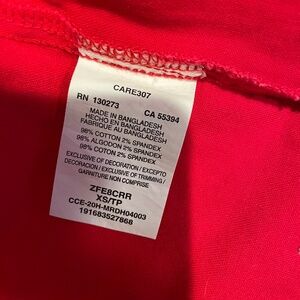 CARE307
RN 130273 CA 55394
MADE IN BANGLADESH
HECHO EN BANGLADESH
FABRIQUE AU BANGLADESH
98% COTTON 2% SPANDEX
98% ALGODON 2% SPANDEX
98% COTON 2% SPANDEX
EXCLUSIVE OF DECORATION / EXCEPTO
DECORACION / EXCLUSIVE OF TRIMMING /
GARNITURE NON COMPRISE
ZFE8CRR
XS/TP
CCE-20H-MRDH04003
191683527868